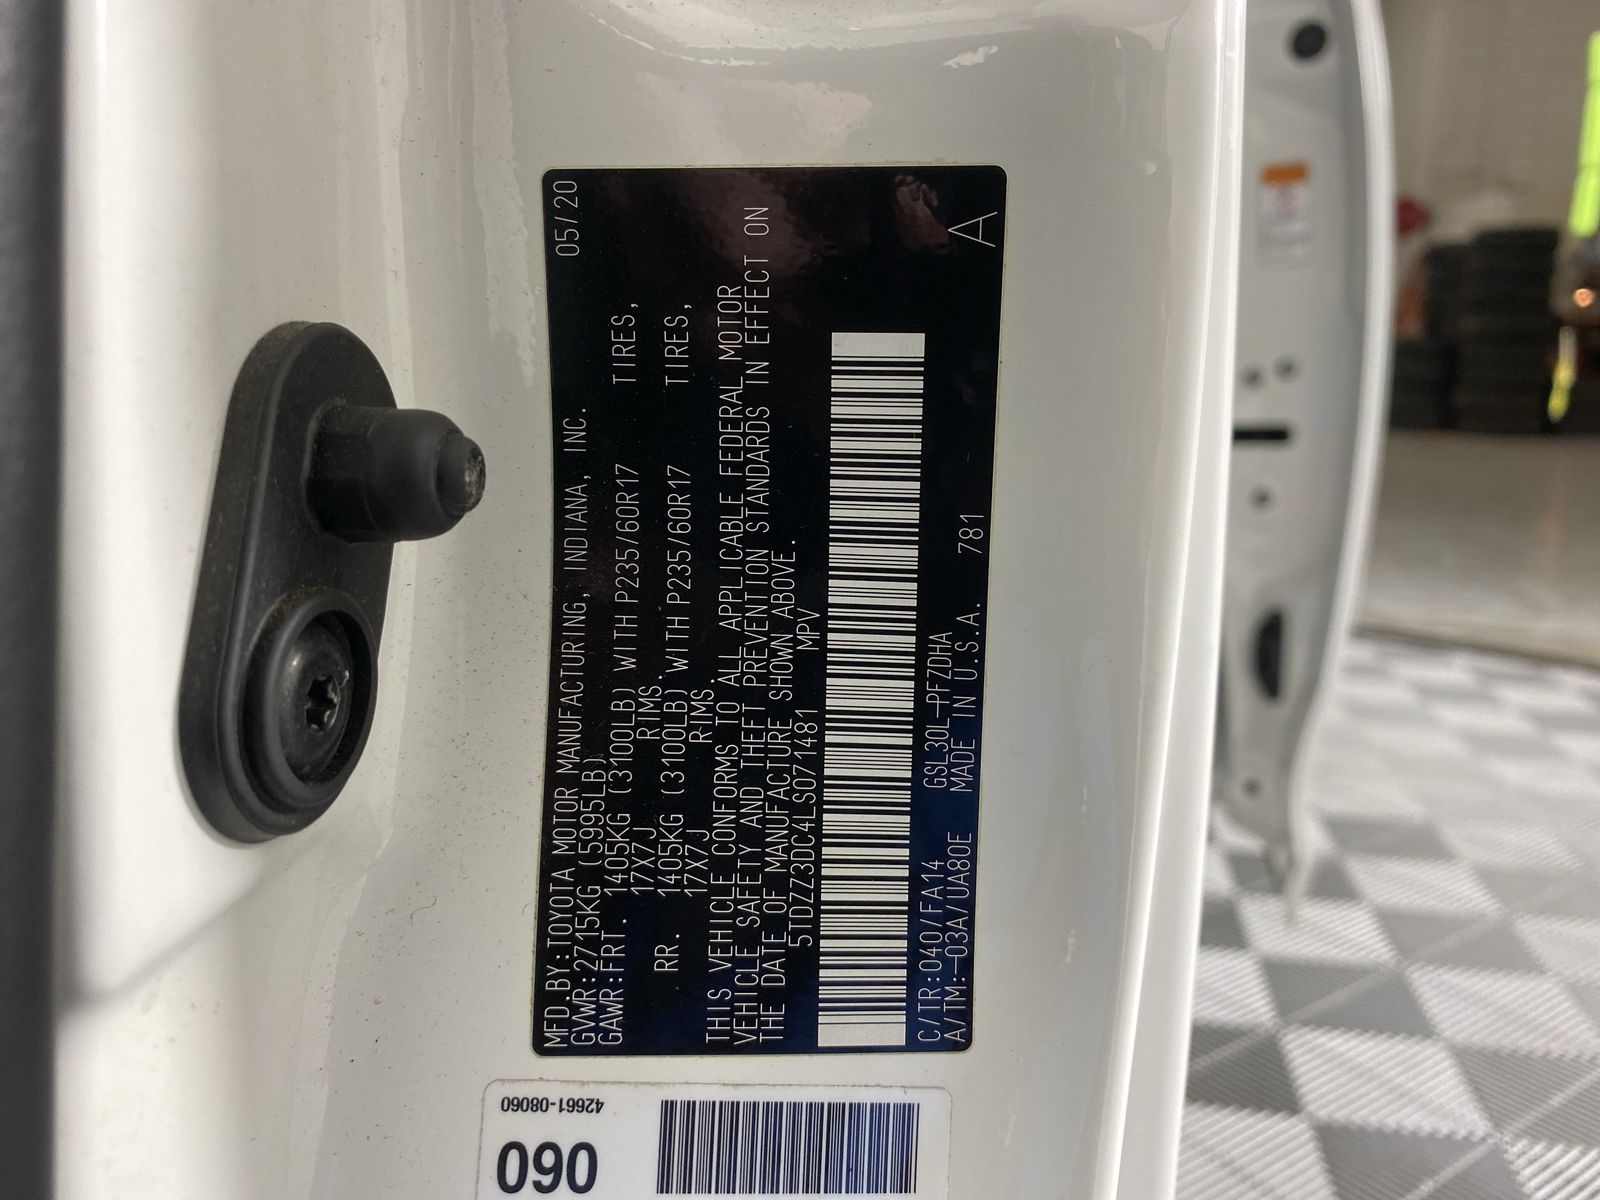 MFD.BY:TOYOTA MOTOR MANUFACTURING, INDIANA, INC. 05/20
GVWR:2715KG (5995LB)
GAWR:FRT. 1405KG (3100LB) WITH P235/60R17 TIRES,
17X7J RIMS.
RR. 1405KG (3100LB) WITH P235/60R17 TIRES,
17X7J RIMS.
THIS VEHICLE CONFORMS TO ALL APPLICABLE FEDERAL MOTOR
VEHICLE SAFETY AND THEFT PREVENTION STANDARDS IN EFFECT ON
THE DATE OF MANUFACTURE SHOWN ABOVE.
5TDZZ3DC4LS071481 MPV
C/TR:040/FA14 GSL30L-PFZDHA
A/TM:-03A/UA80E MADE IN U.S.A. 781 A
42661-08060
060